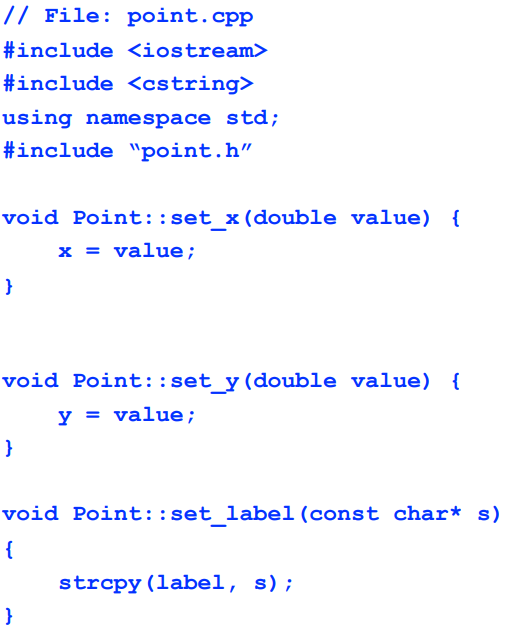 // File: point.cpp
#include <iostream>
#include <cstring>
using namespace std;
#include “point.h”
void Point::set_x(double value) {
x = value;
}
void Point::set_y(double value) {
y = value;
}
void Point::set_label(const char* s)
{
strcpy(label, s);
}